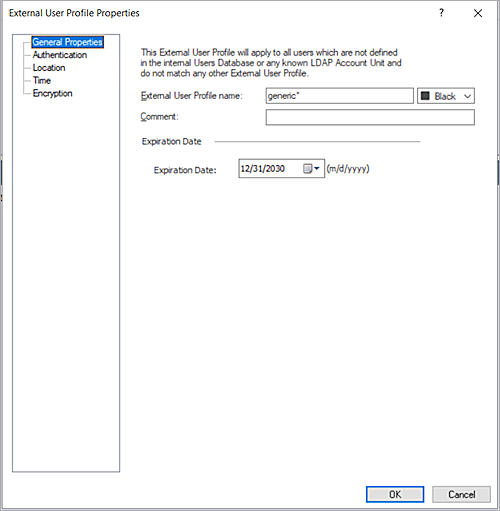 External User Profile Properties
?
General Properties
Authentication
Location
Time
Encryption
This External User Profile will apply to all users which are not defined
in the internal Users Database or any known LDAP Account Unit and
do not match any other External User Profile.
External User Profile name: generic* Black
Comment:
Expiration Date
Expiration Date: 12/31/2030 (m/d/yyyy)
OK Cancel